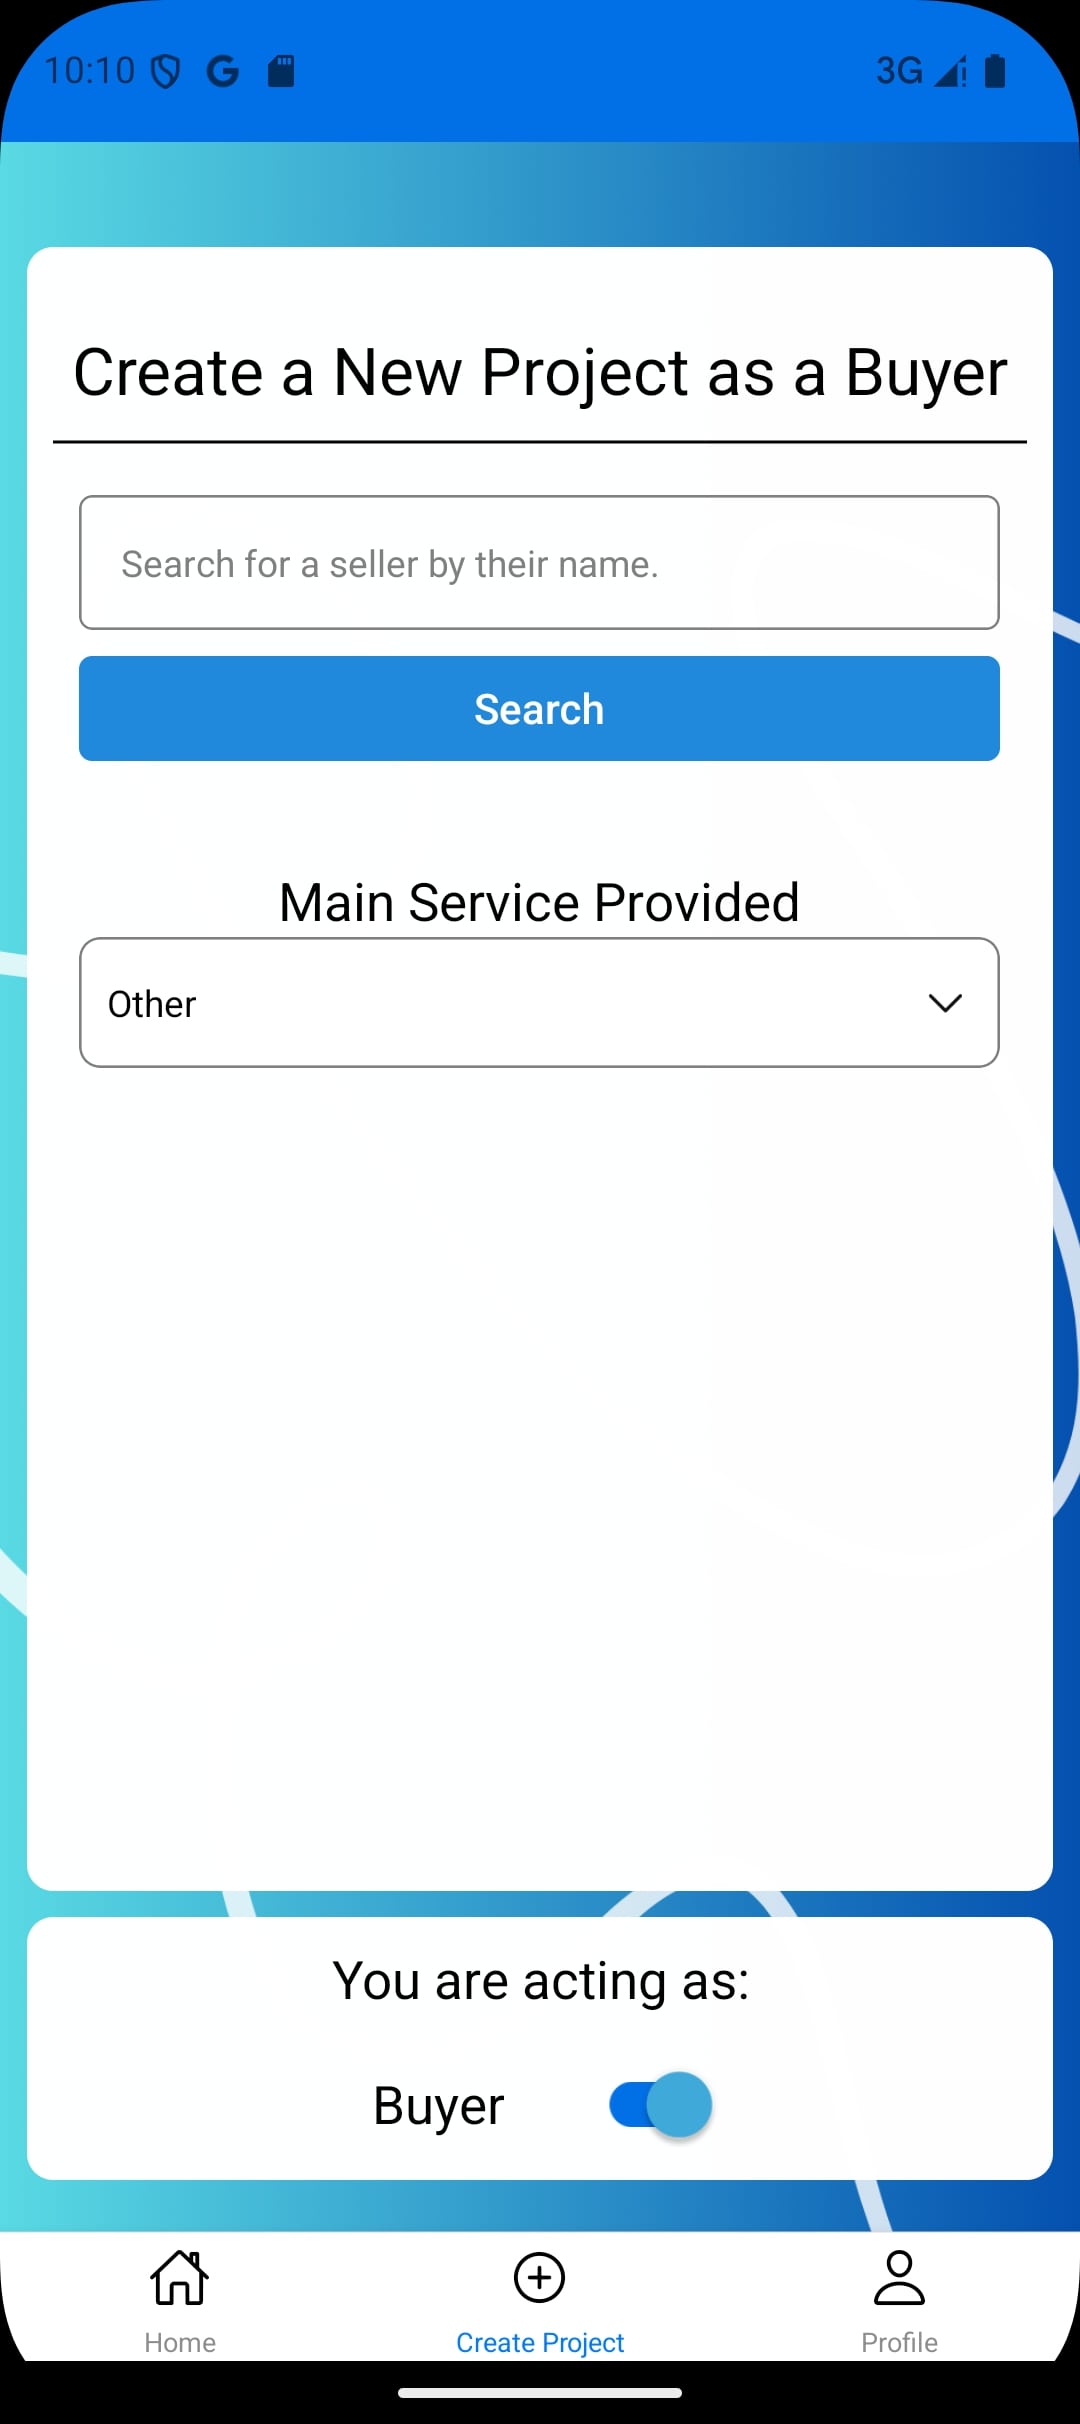 10:10
3G
Create a New Project as a Buyer
Search for a seller by their name.
Search
Main Service Provided
Other
You are acting as:
Buyer
Home
Create Project
Profile